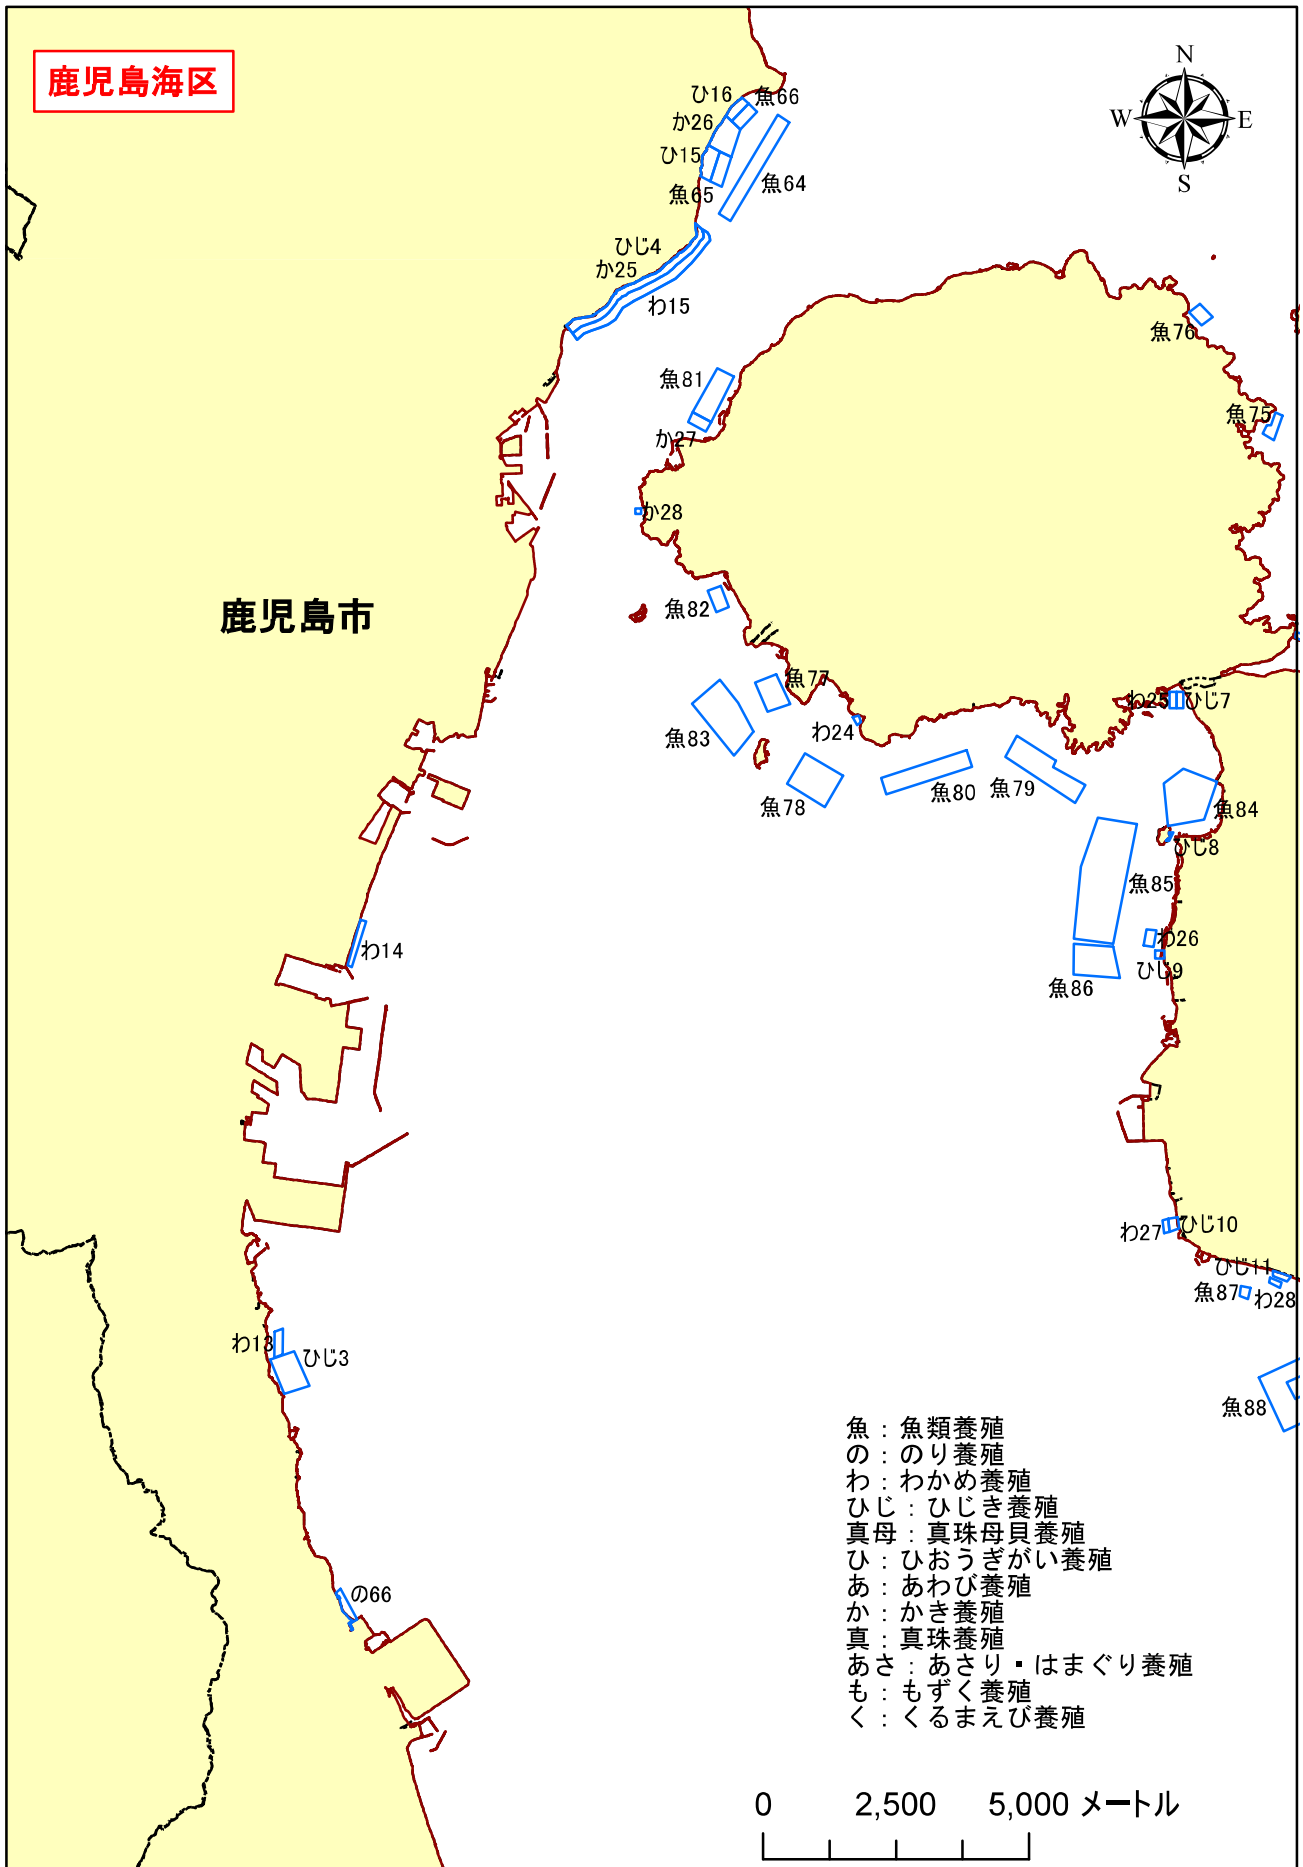 鹿児島海区
N
W
E
S
ひ16
魚66
か26
ひ15
魚65
魚64
ひじ4
か25
わ15
魚76
魚81
か27
魚75
か28
鹿児島市
魚82
魚77
わ25
ひじ7
わ24
魚83
魚78
魚80
魚79
魚84
ひじ8
魚85
わ14
わ26
ひじ9
魚86
わ27
ひじ10
ひじ11
魚87
わ28
わ13
ひじ3
魚88
魚：魚類養殖
の：のり養殖
わ：わかめ養殖
ひじ：ひじき養殖
真母：真珠母貝養殖
ひ：ひおうぎがい養殖
あ：あわび養殖
か：かき養殖
真：真珠養殖
あさ：あさり・はまぐり養殖
も：もずく養殖
く：くるまえび養殖
の66
0 2,500 5,000 メートル